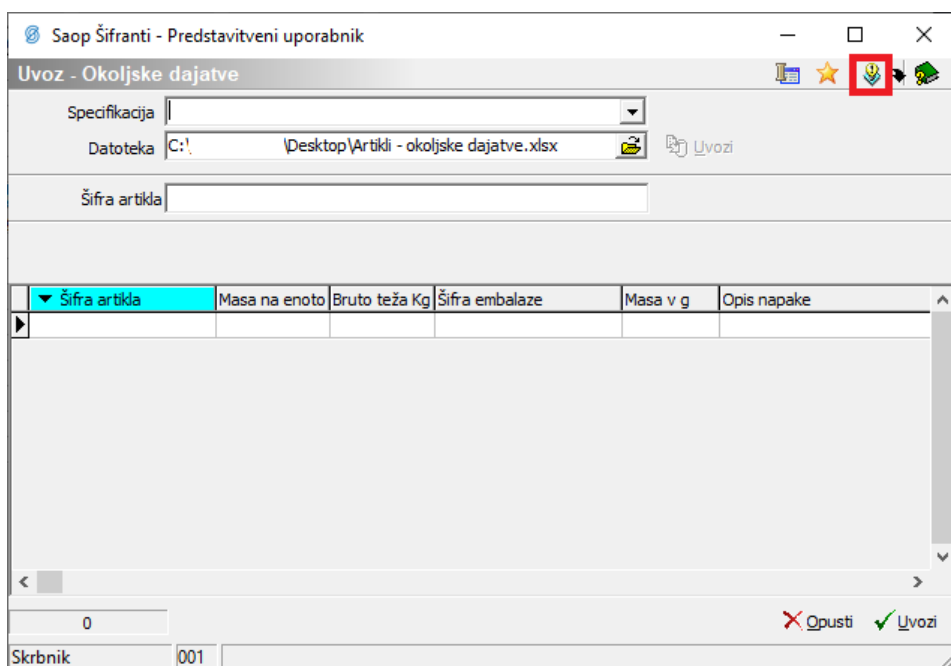 Saop Šifranti - Predstavitveni uporabnik
Uvoz - Okoljske dajatve
Specifikacija
Datoteka C:\ \Desktop\Artikli - okoljske dajatve.xlsx Uvozi
Šifra artikla
Šifra artikla Masa na enoto Bruto teža Kg Šifra embalaze Masa v g Opis napake
0 Opusti Uvozi
Skrbnik 001